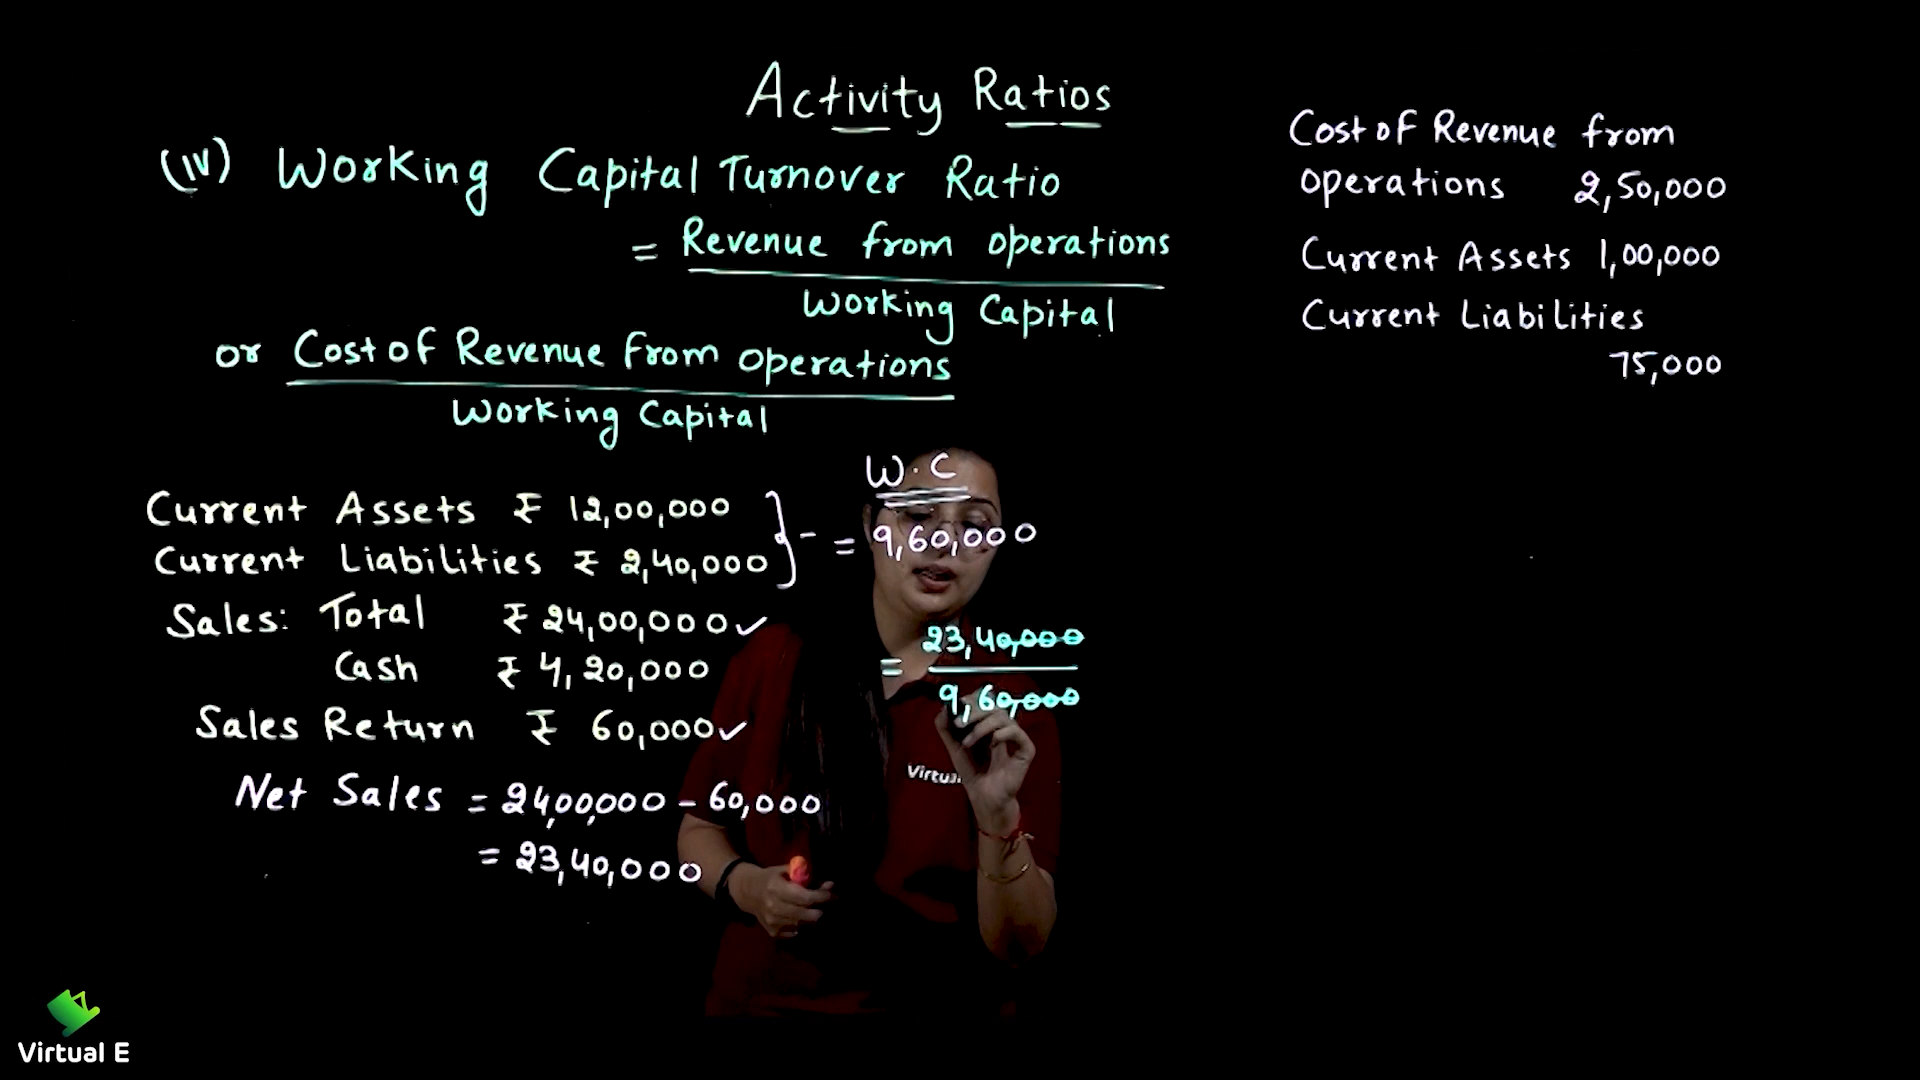 Activity Ratios
(IV) Working Capital Turnover Ratio
= Revenue from operations
Working Capital
or Cost of Revenue from operations
Working Capital
Current Assets ₹ 12,00,000
Current Liabilities ₹ 2,40,000
} - = 9,60,000
W.C
Sales: Total ₹ 24,00,000 ✓
Cash ₹ 4,20,000
Sales Return ₹ 60,000 ✓
Net Sales = 24,00,000 - 60,000
= 23,40,000
= 23,40,000
9,60,000
Cost of Revenue from
operations 2,50,000
Current Assets 1,00,000
Current Liabilities
75,000
Virtual E